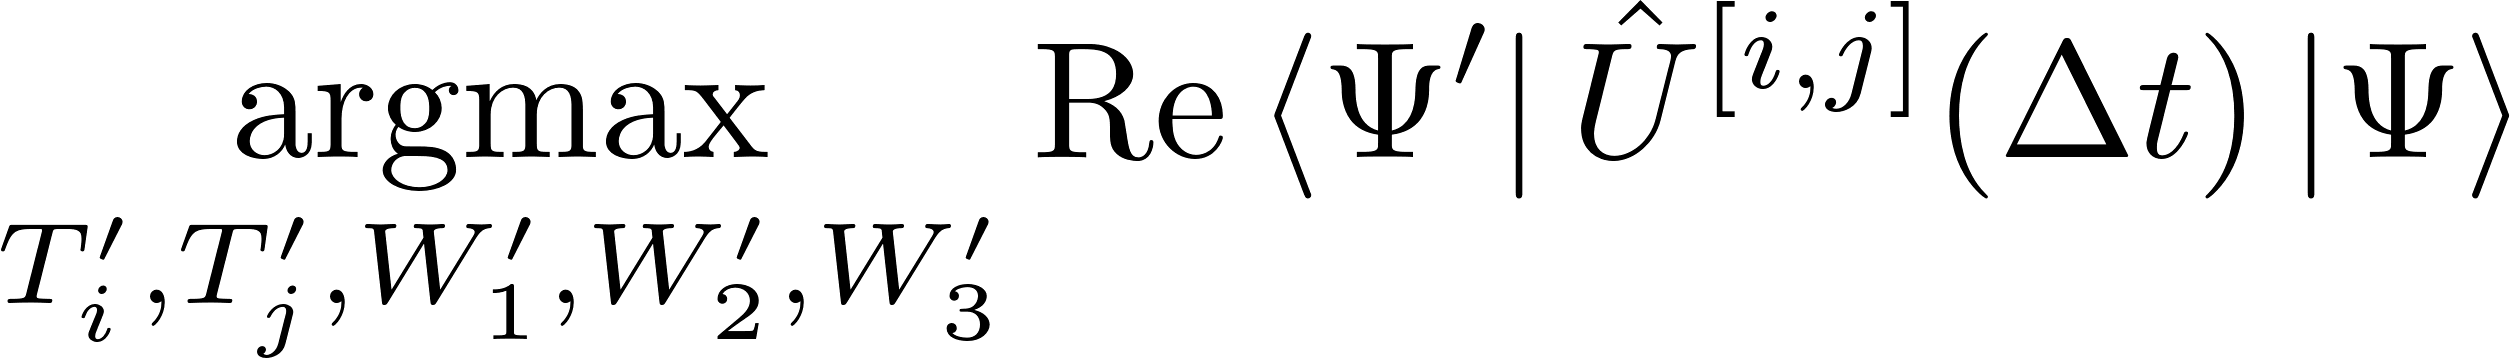 argmax Re ⟨Ψ′| Û^[i,j] (Δt) |Ψ⟩
T′_i, T′_j, W′_1, W′_2, W′_3